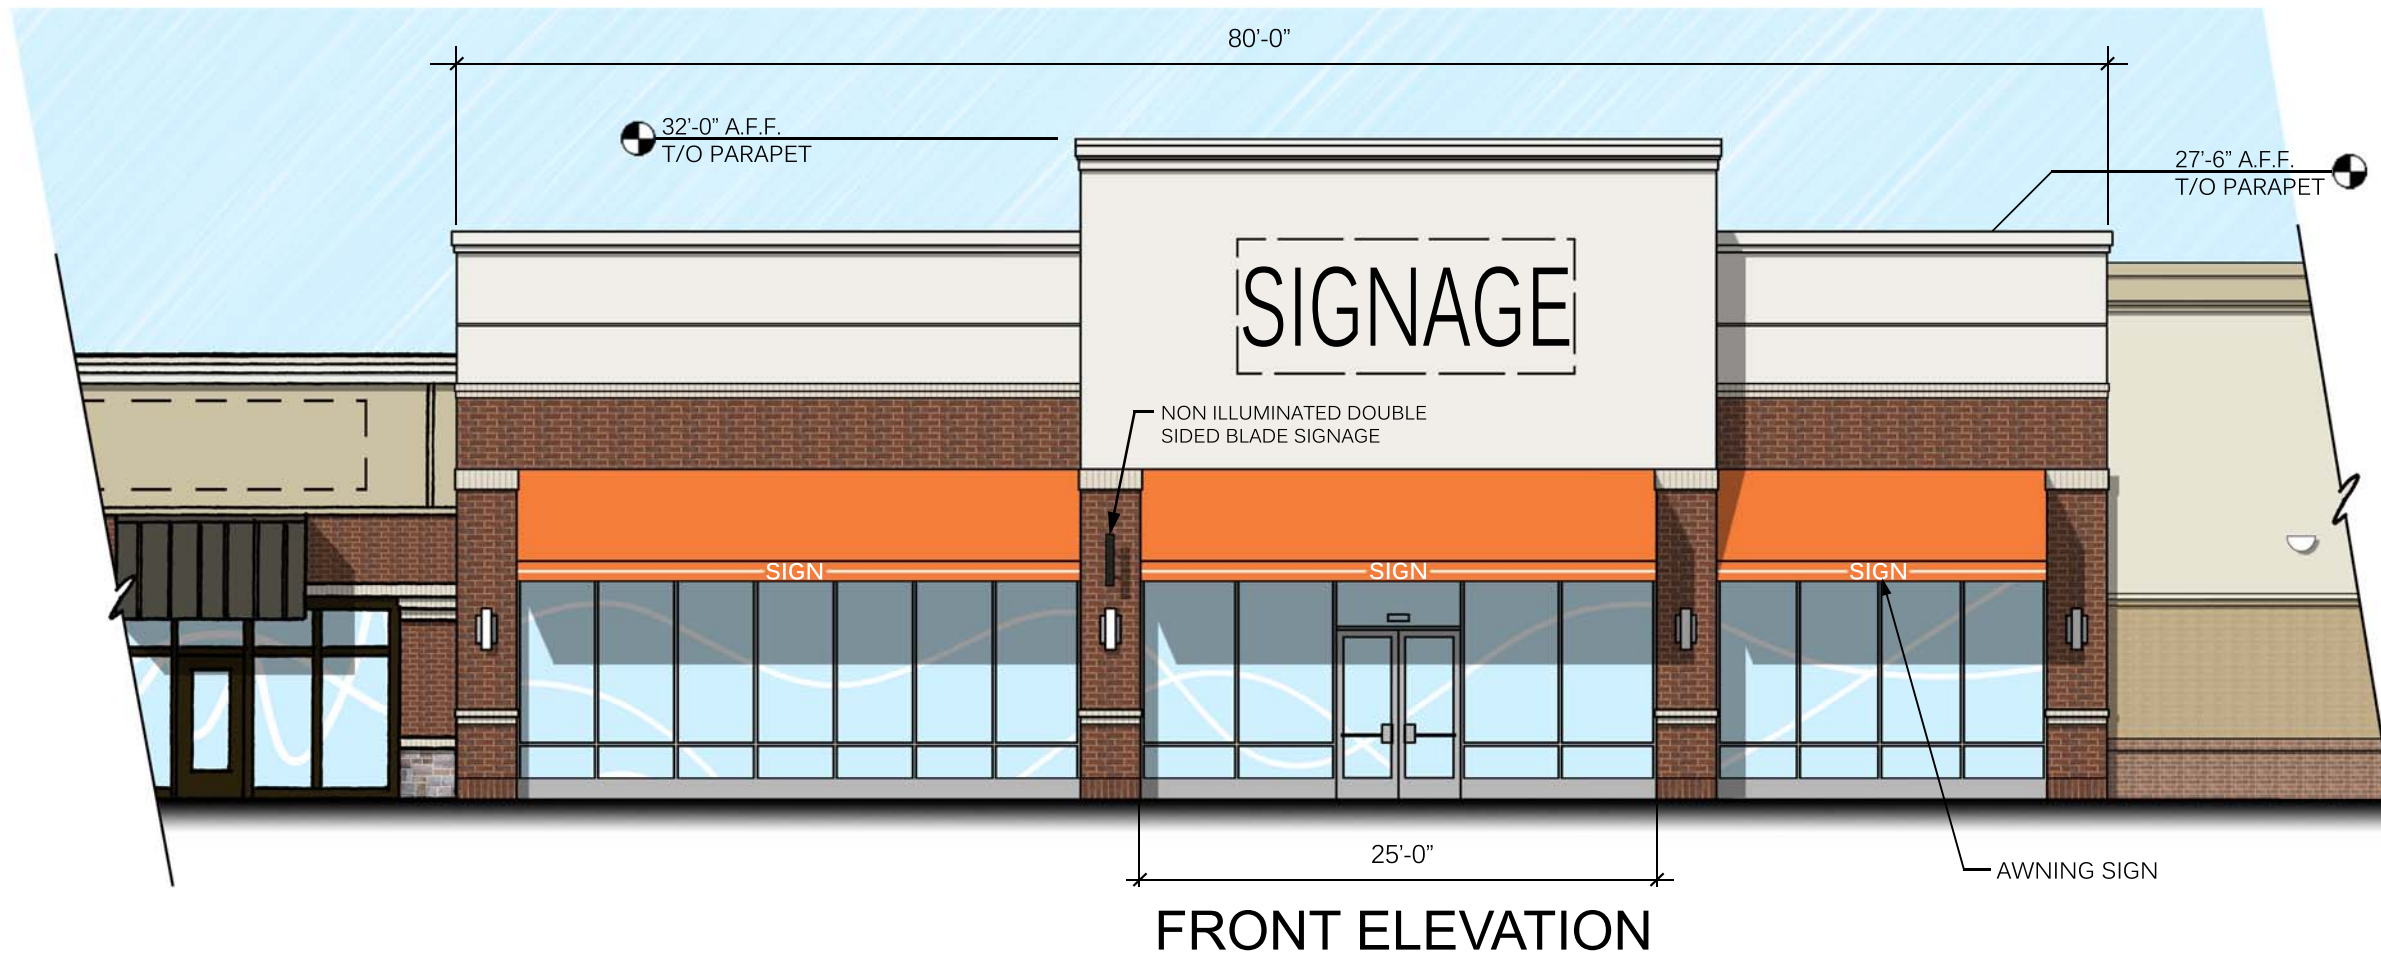 80'-0”
32'-0” A.F.F.
T/O PARAPET
27'-6” A.F.F.
T/O PARAPET
SIGNAGE
NON ILLUMINATED DOUBLE
SIDED BLADE SIGNAGE
SIGN
SIGN
SIGN
25'-0”
AWNING SIGN
FRONT ELEVATION